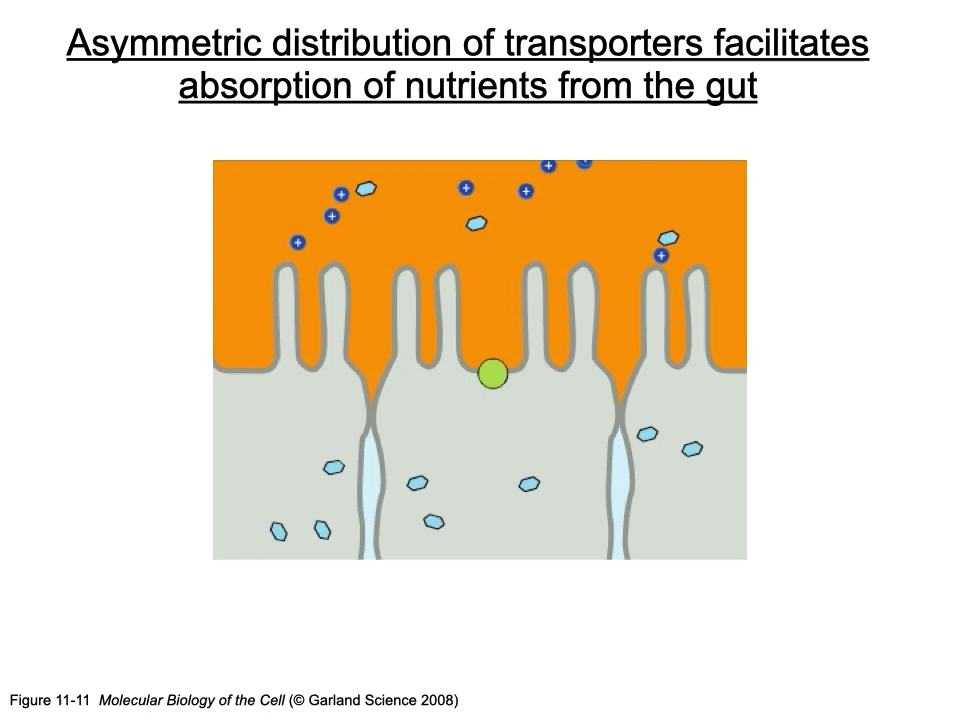 Asymmetric distribution of transporters facilitates
absorption of nutrients from the gut
+
+
+
+
+
+
+
+
Figure 11-11 Molecular Biology of the Cell (© Garland Science 2008)